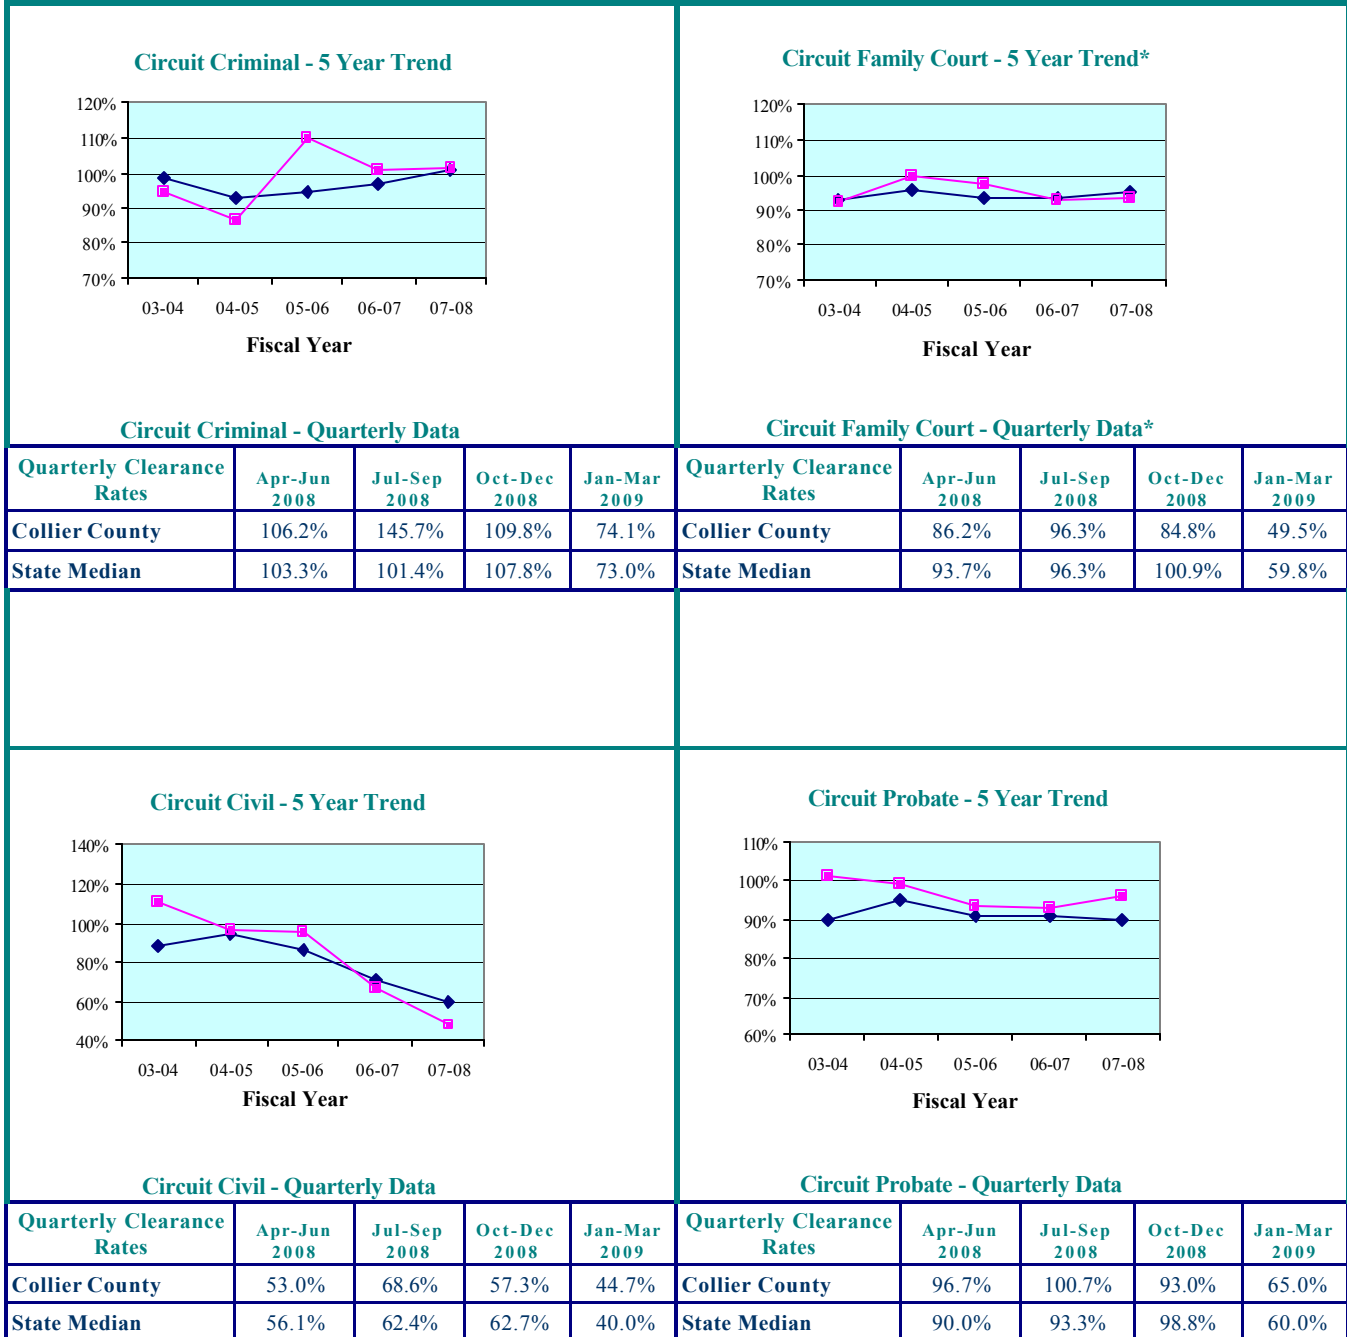 Circuit Criminal - 5 Year Trend
120%
110%
100%
90%
80%
70%
03-04 04-05 05-06 06-07 07-08
Fiscal Year
Circuit Criminal - Quarterly Data
Quarterly Clearance Rates Apr-Jun 2008 Jul-Sep 2008 Oct-Dec 2008 Jan-Mar 2009
Collier County 106.2% 145.7% 109.8% 74.1%
State Median 103.3% 101.4% 107.8% 73.0%
Circuit Family Court - 5 Year Trend*
120%
110%
100%
90%
80%
70%
03-04 04-05 05-06 06-07 07-08
Fiscal Year
Circuit Family Court - Quarterly Data*
Quarterly Clearance Rates Apr-Jun 2008 Jul-Sep 2008 Oct-Dec 2008 Jan-Mar 2009
Collier County 86.2% 96.3% 84.8% 49.5%
State Median 93.7% 96.3% 100.9% 59.8%
Circuit Civil - 5 Year Trend
140%
120%
100%
80%
60%
40%
03-04 04-05 05-06 06-07 07-08
Fiscal Year
Circuit Civil - Quarterly Data
Quarterly Clearance Rates Apr-Jun 2008 Jul-Sep 2008 Oct-Dec 2008 Jan-Mar 2009
Collier County 53.0% 68.6% 57.3% 44.7%
State Median 56.1% 62.4% 62.7% 40.0%
Circuit Probate - 5 Year Trend
110%
100%
90%
80%
70%
60%
03-04 04-05 05-06 06-07 07-08
Fiscal Year
Circuit Probate - Quarterly Data
Quarterly Clearance Rates Apr-Jun 2008 Jul-Sep 2008 Oct-Dec 2008 Jan-Mar 2009
Collier County 96.7% 100.7% 93.0% 65.0%
State Median 90.0% 93.3% 98.8% 60.0%